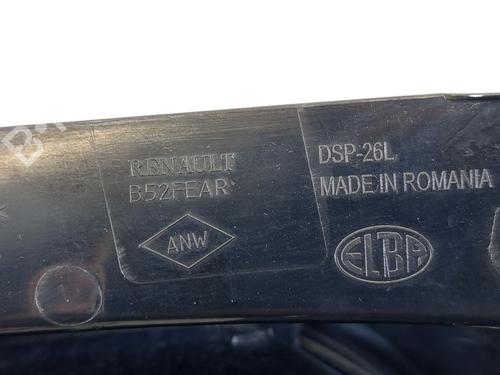 RENAULT
B52FEAR
ANW
DSP-26L
MADE IN ROMANIA
ELBA